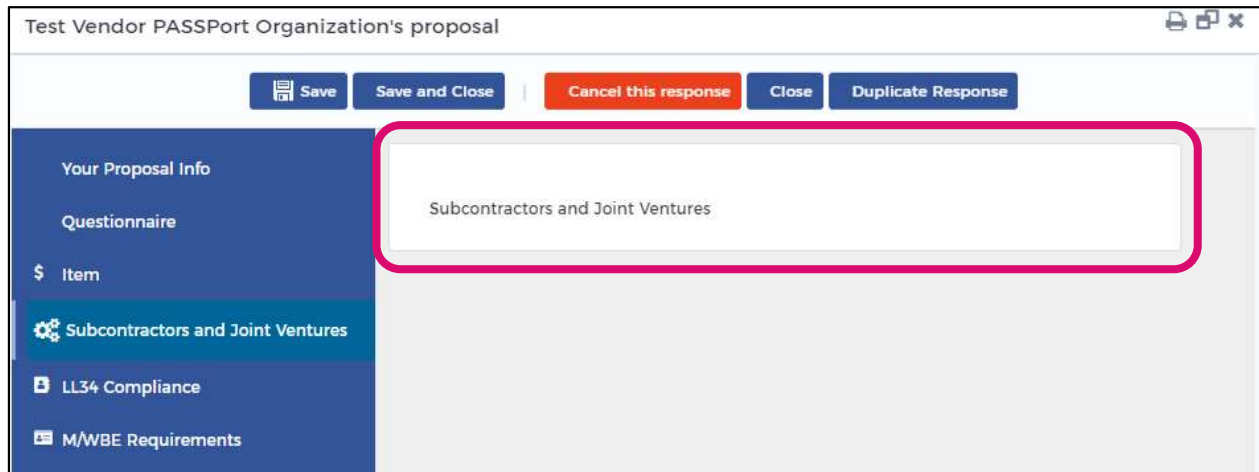 Test Vendor PASSPort Organization's proposal
Save Save and Close | Cancel this response Close Duplicate Response
Your Proposal Info
Questionnaire
$ Item
Subcontractors and Joint Ventures
LL34 Compliance
M/WBE Requirements
Subcontractors and Joint Ventures